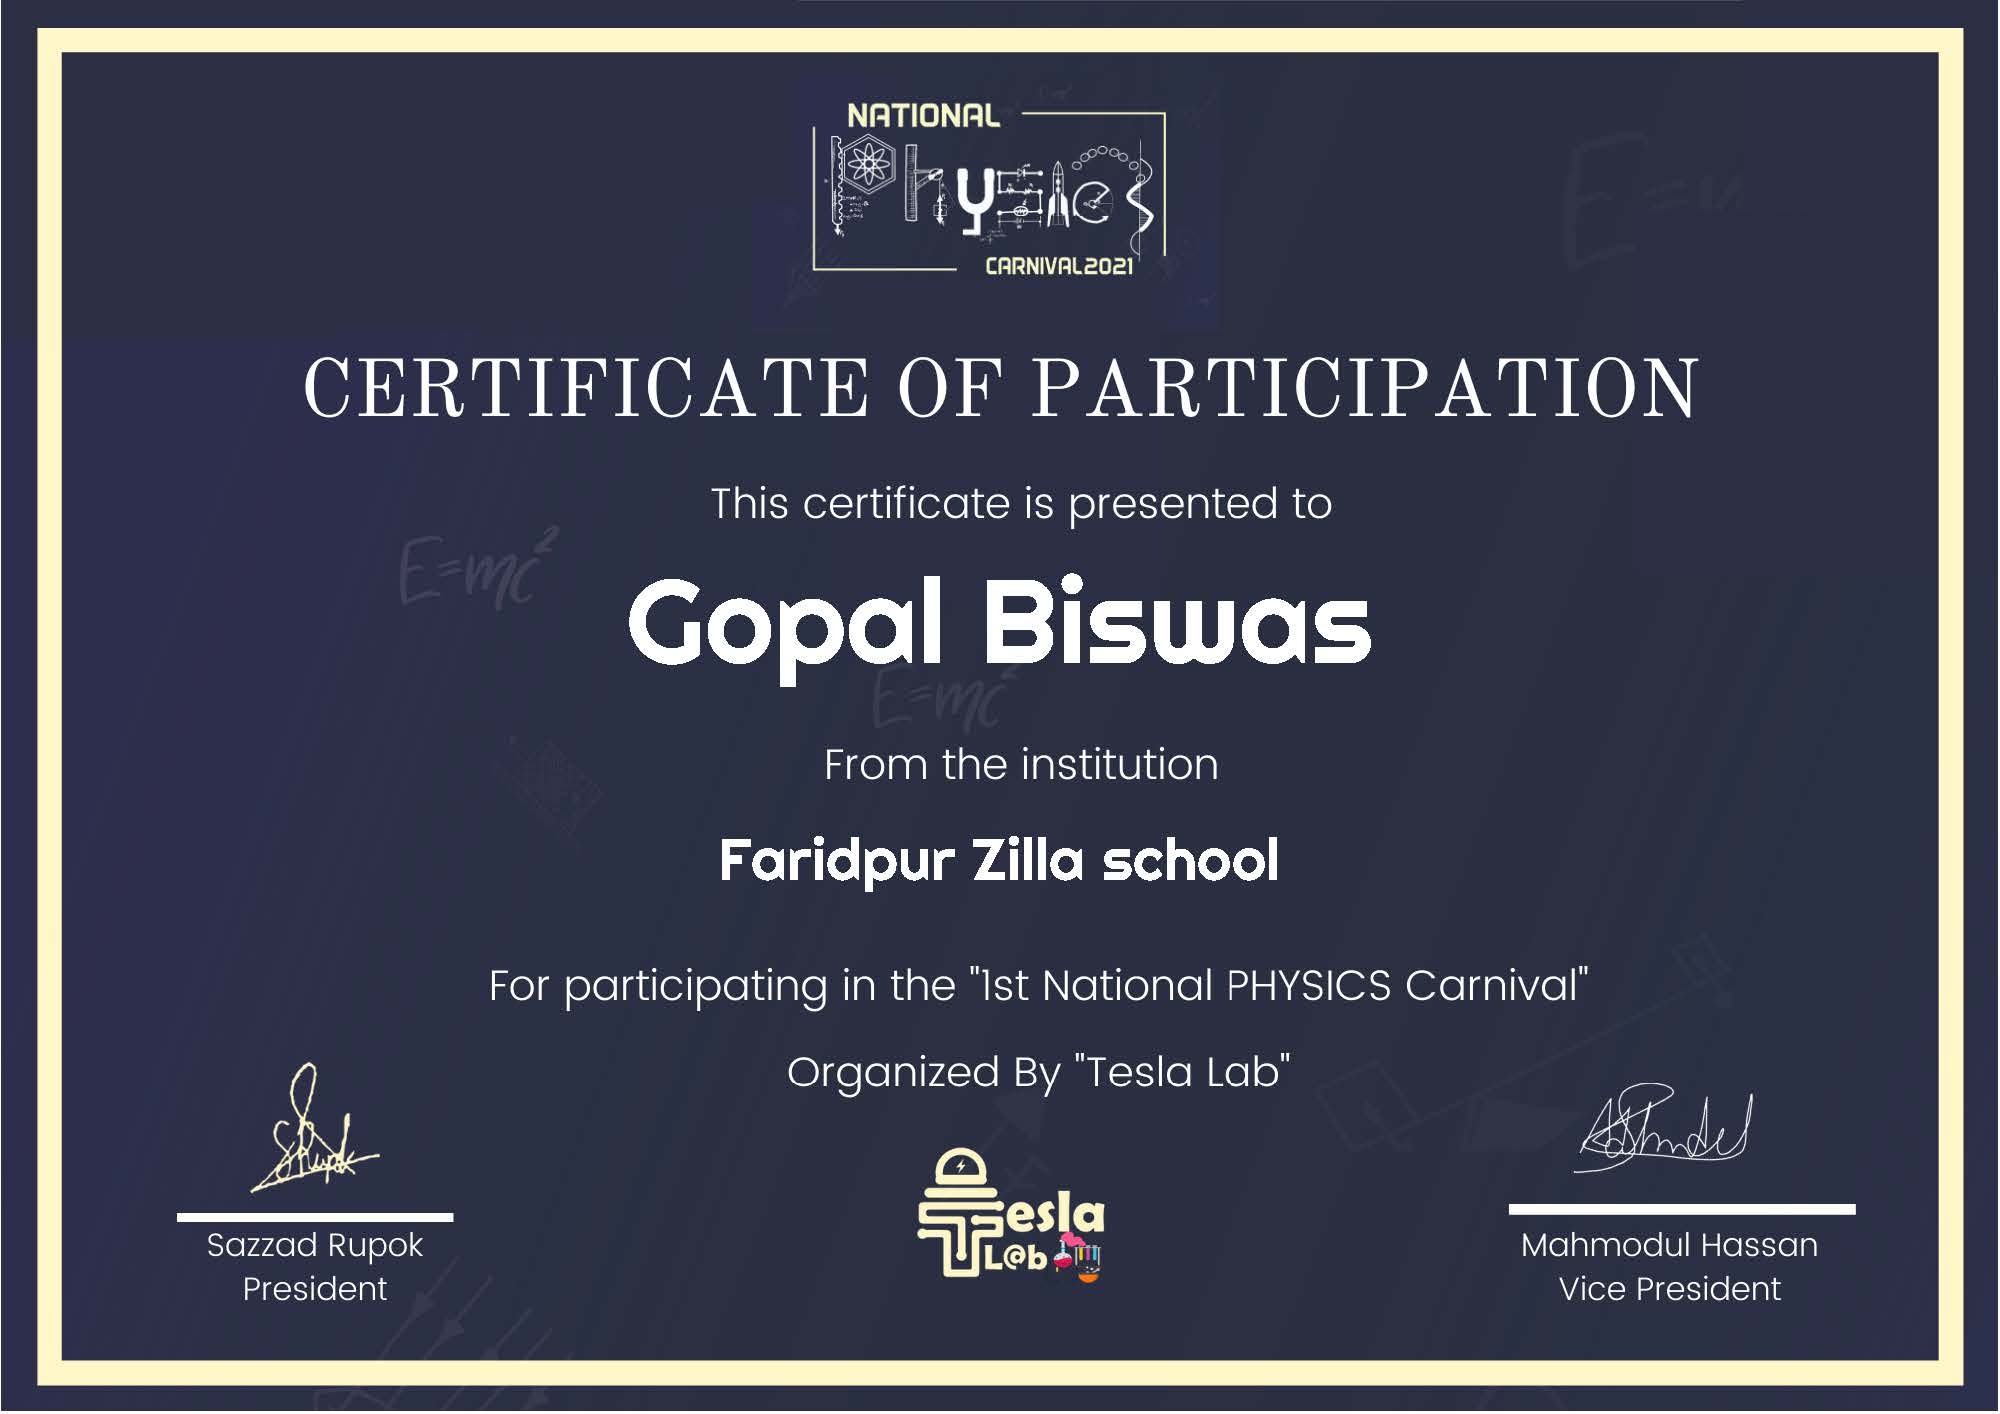 NATIONAL
PhYSICS
CARNIVAL2021
CERTIFICATE OF PARTICIPATION
This certificate is presented to
E=mc²
Gopal Biswas
E=mc²
From the institution
Faridpur Zilla school
For participating in the "1st National PHYSICS Carnival"
Organized By "Tesla Lab"
Tesla
L@b
Sazzad Rupok
President
Mahmodul Hassan
Vice President